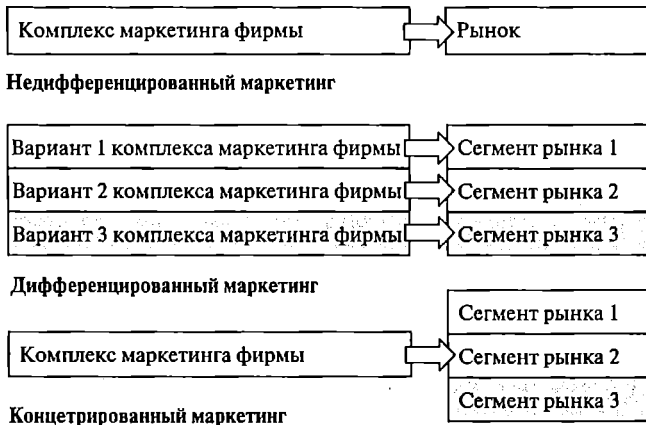 Комплекс маркетинга фирмы Рынок
Недифференцированный маркетинг
Вариант 1 комплекса маркетинга фирмы Сегмент рынка 1
Вариант 2 комплекса маркетинга фирмы Сегмент рынка 2
Вариант 3 комплекса маркетинга фирмы Сегмент рынка 3
Дифференцированный маркетинг
Сегмент рынка 1
Комплекс маркетинга фирмы Сегмент рынка 2
Сегмент рынка 3
Концетрированный маркетинг